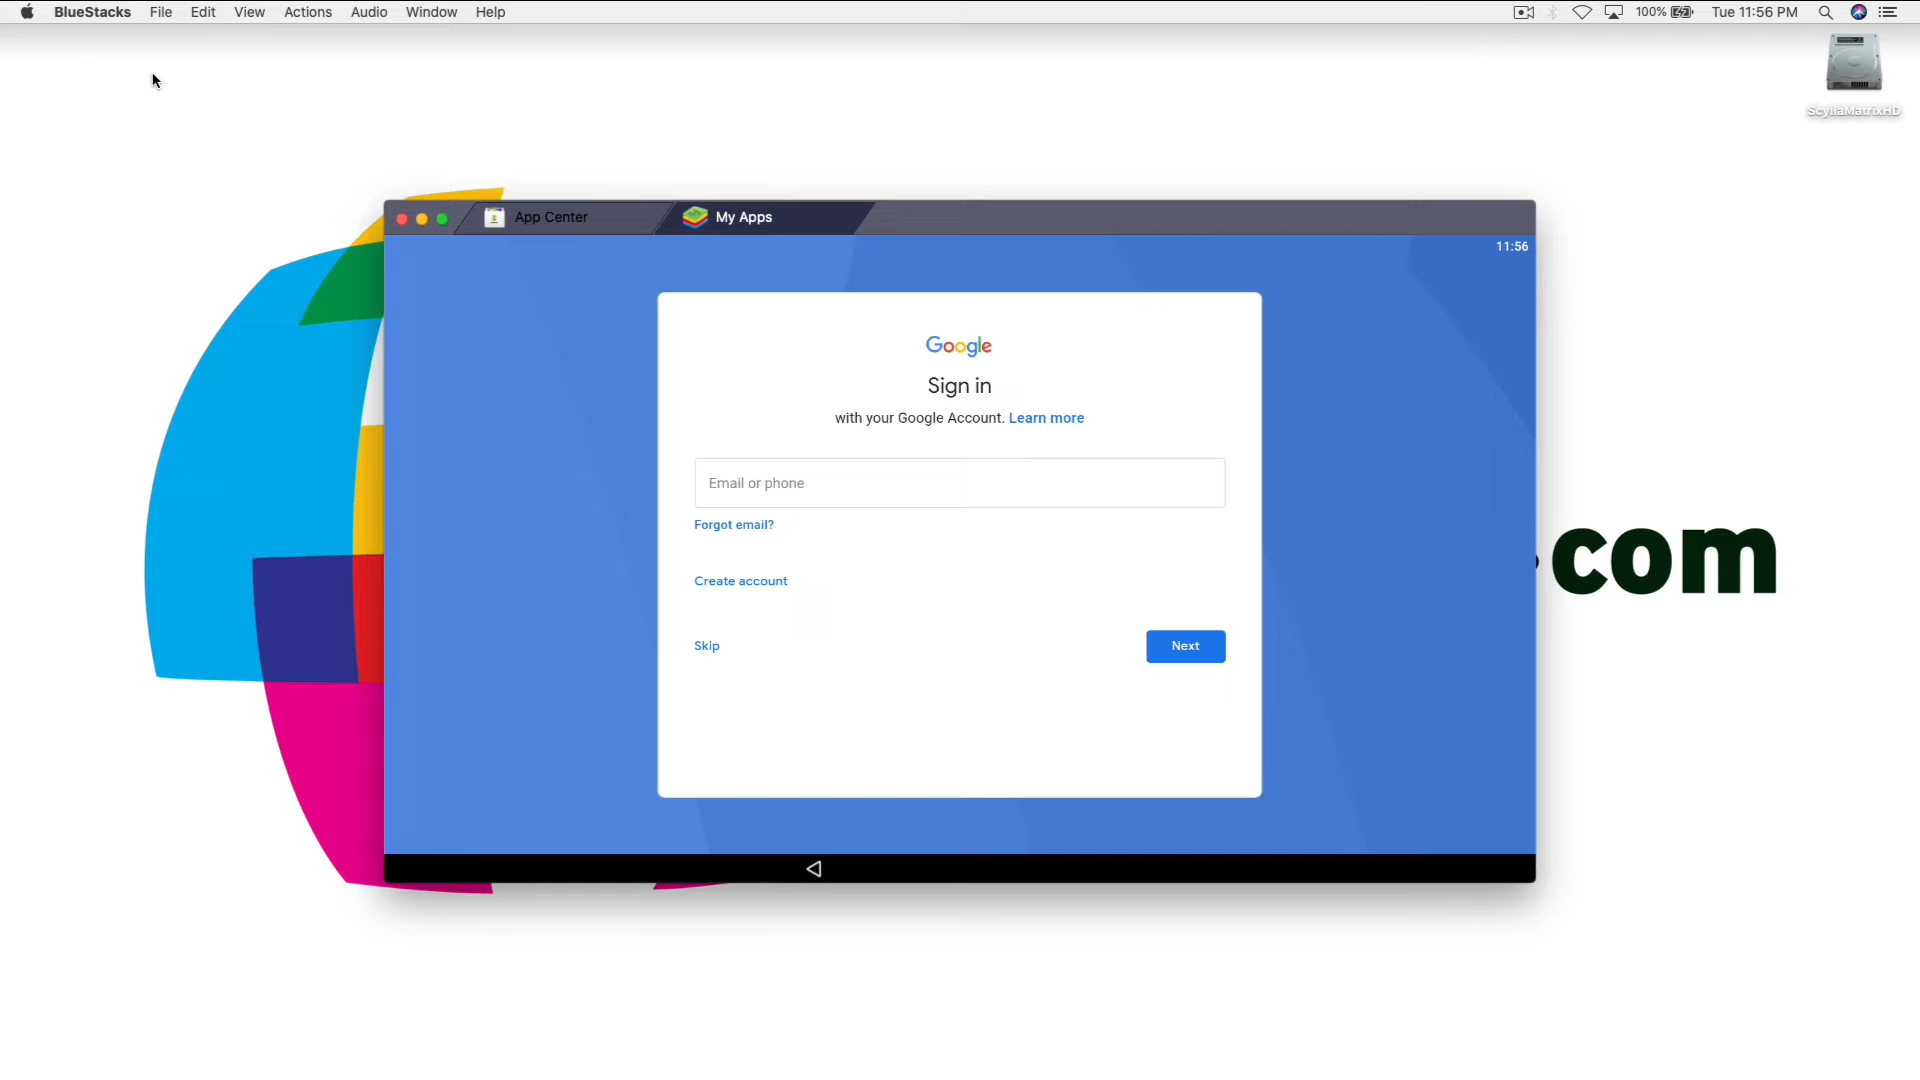 BlueStacks File Edit View Actions Audio Window Help 100% Tue 11:56 PM
ScyllaMatrixHD
App Center My Apps
11:56
Google
Sign in
with your Google Account. Learn more
Email or phone
Forgot email?
.com
Create account
Skip Next